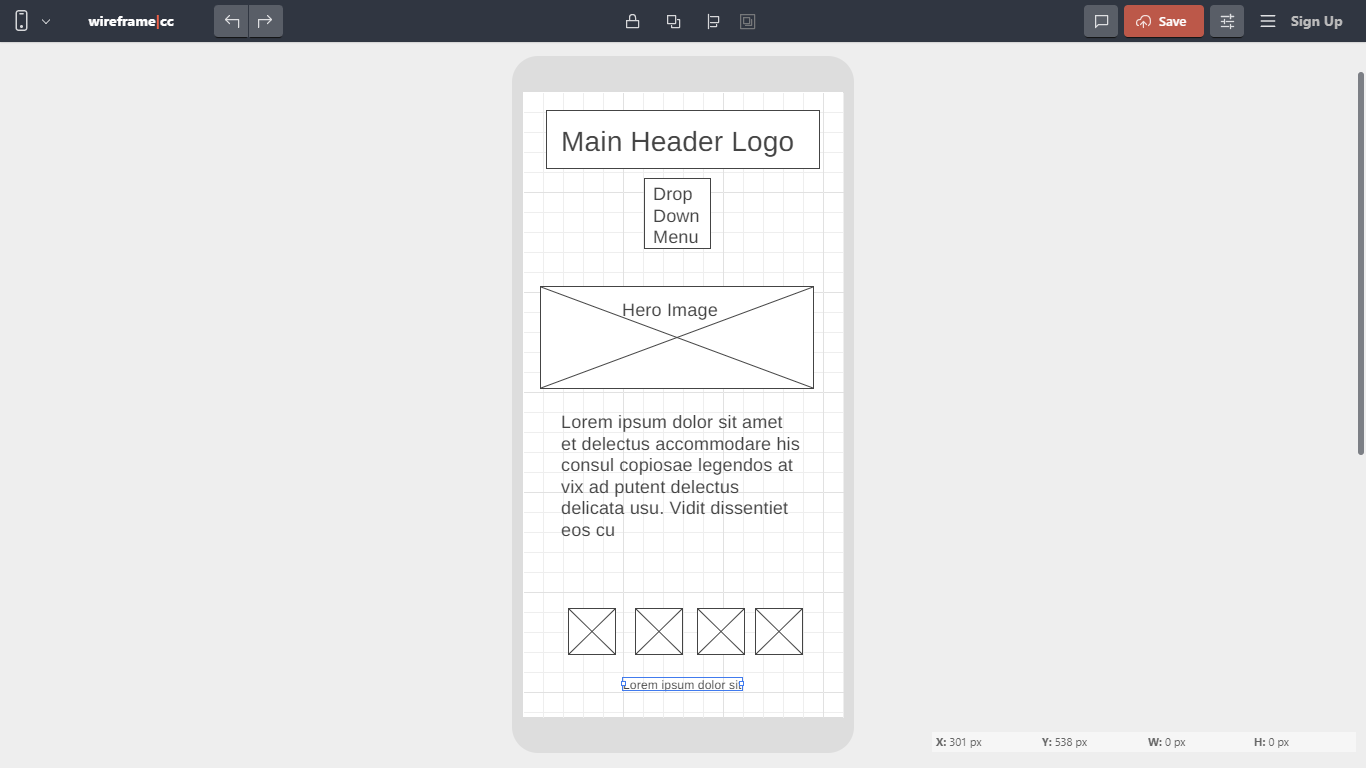 wireframe|cc
Save
Sign Up
Main Header Logo
Drop
Down
Menu
Hero Image
Lorem ipsum dolor sit amet
et delectus accommodare his
consul copiosae legendos at
vix ad putent delectus
delicata usu. Vidit dissentiet
eos cu
Lorem ipsum dolor sit
X: 301 px Y: 538 px W: 0 px H: 0 px